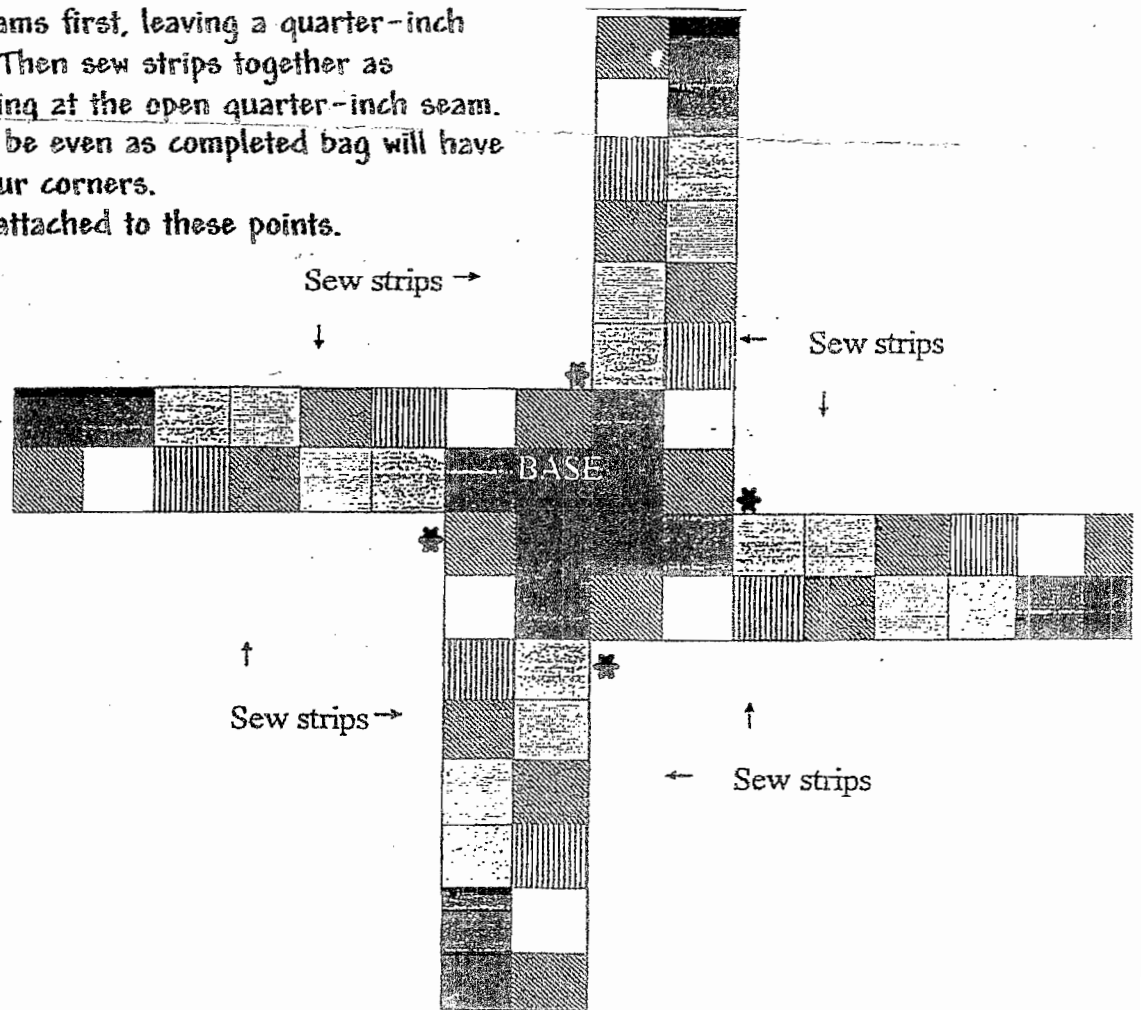 ams first, leaving a quarter-inch
Then sew strips together as
ing at the open quarter-inch seam.
be even as completed bag will have
ur corners.
attached to these points.
Sew strips →
↓
← Sew strips
↓
BASE
↑
Sew strips →
↑
← Sew strips